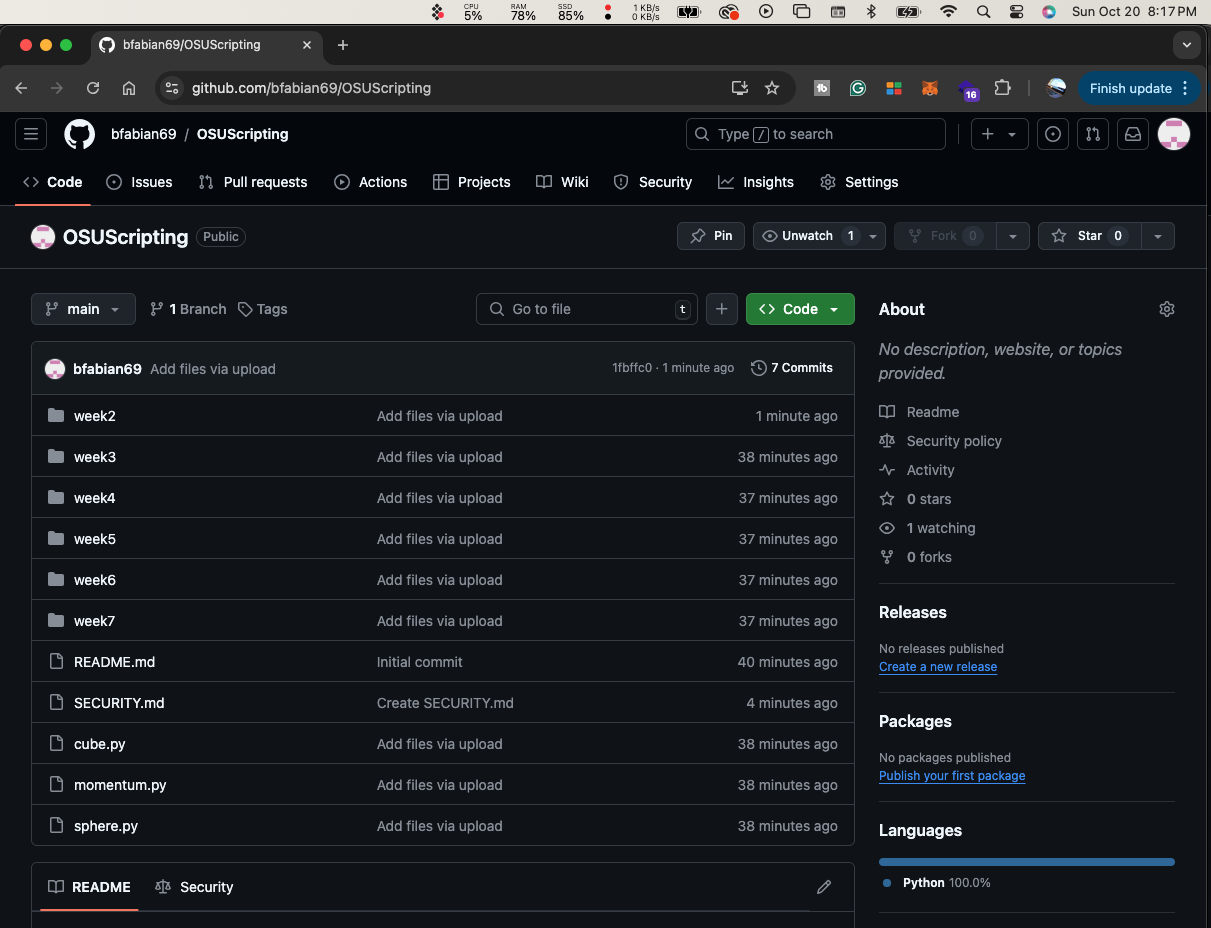 CPU 5% RAM 78% SSD 85% 1 KB/s 0 KB/s Sun Oct 20 8:17 PM
bfabian69/OSUScripting
github.com/bfabian69/OSUScripting 16 Finish update
bfabian69 / OSUScripting Type / to search
Code Issues Pull requests Actions Projects Wiki Security Insights Settings
OSUScripting Public Pin Unwatch 1 Fork 0 Star 0
main 1 Branch Tags Go to file t Code
bfabian69 Add files via upload 1fbffc0 · 1 minute ago 7 Commits
week2 Add files via upload 1 minute ago
week3 Add files via upload 38 minutes ago
week4 Add files via upload 37 minutes ago
week5 Add files via upload 37 minutes ago
week6 Add files via upload 37 minutes ago
week7 Add files via upload 37 minutes ago
README.md Initial commit 40 minutes ago
SECURITY.md Create SECURITY.md 4 minutes ago
cube.py Add files via upload 38 minutes ago
momentum.py Add files via upload 38 minutes ago
sphere.py Add files via upload 38 minutes ago
README Security
About
No description, website, or topics
provided.
Readme
Security policy
Activity
0 stars
1 watching
0 forks
Releases
No releases published
Create a new release
Packages
No packages published
Publish your first package
Languages
Python 100.0%